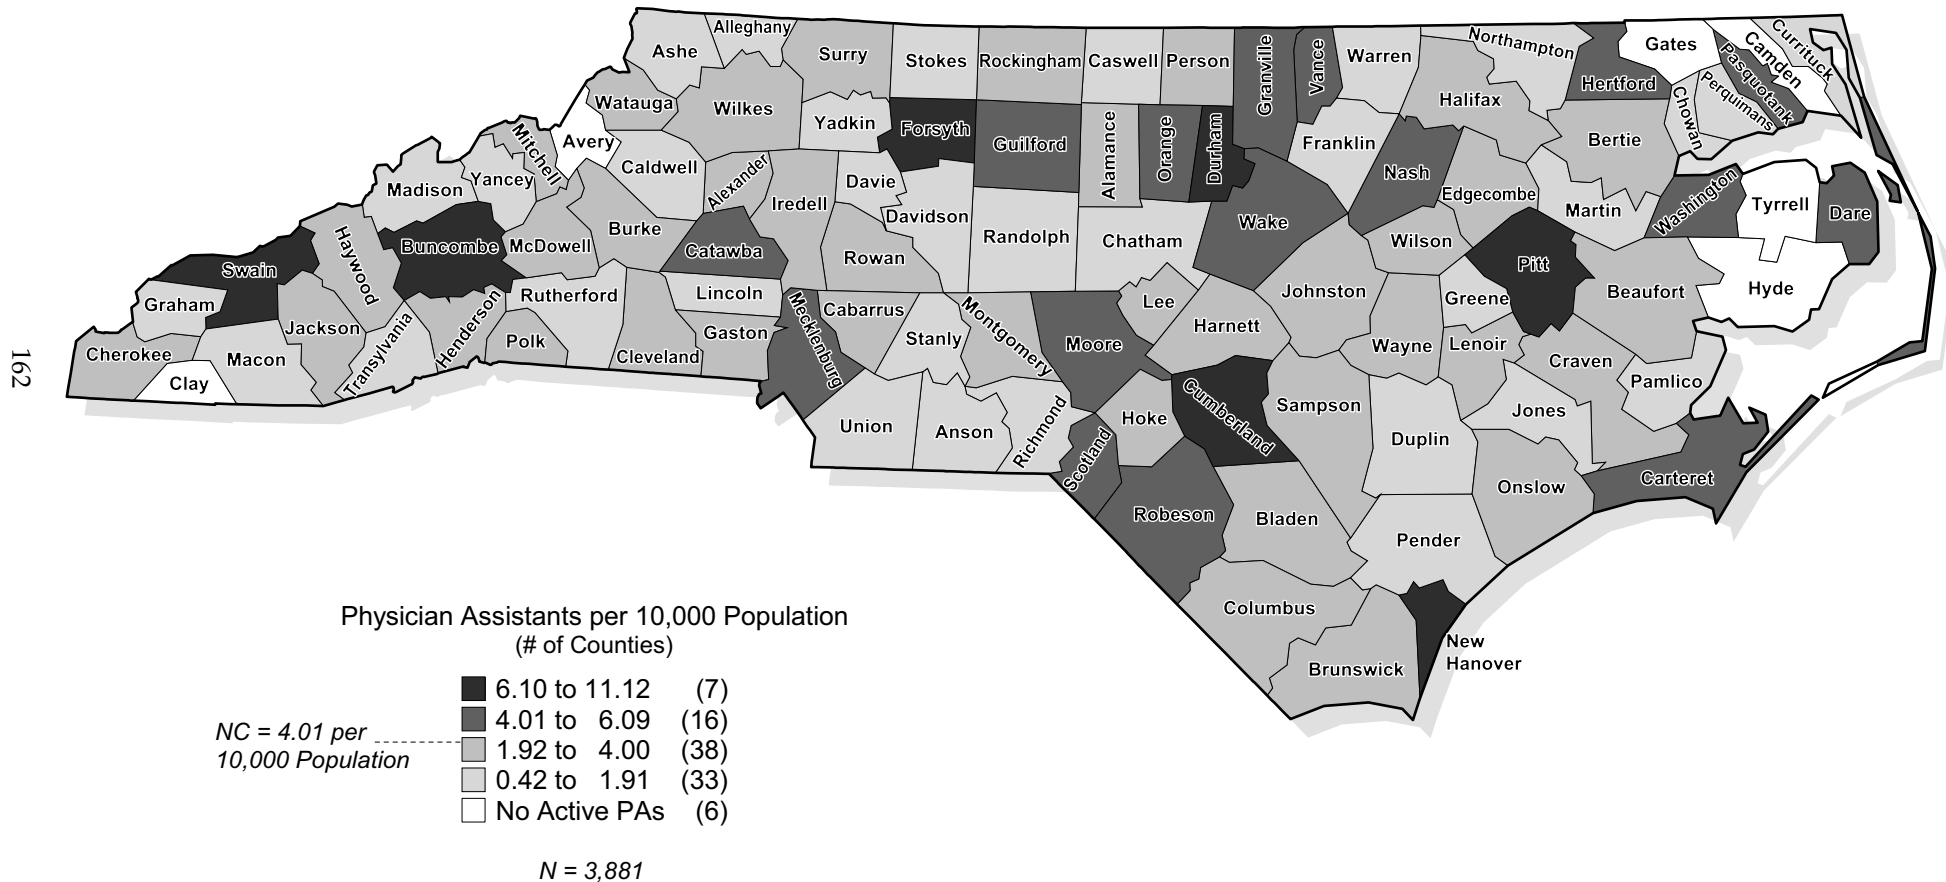 Alleghany
Ashe
Surry
Stokes
Rockingham
Caswell
Person
Granville
Vance
Warren
Northampton
Gates
Camden
Currituck
Hertford
Pasquotank
Perquimans
Chowan
Watauga
Wilkes
Yadkin
Forsyth
Guilford
Alamance
Orange
Durham
Franklin
Halifax
Bertie
Mitchell
Avery
Caldwell
Alexander
Davie
Iredell
Davidson
Randolph
Chatham
Wake
Nash
Edgecombe
Martin
Washington
Tyrrell
Dare
Madison
Yancey
Burke
McDowell
Catawba
Rowan
Wilson
Pitt
Beaufort
Hyde
Swain
Haywood
Buncombe
Graham
Rutherford
Lincoln
Cabarrus
Montgomery
Lee
Johnston
Greene
Jackson
Transylvania
Henderson
Polk
Cleveland
Gaston
Mecklenburg
Stanly
Moore
Harnett
Wayne
Lenoir
Craven
Pamlico
Cherokee
Clay
Macon
162
Union
Anson
Richmond
Scotland
Hoke
Cumberland
Sampson
Duplin
Jones
Onslow
Carteret
Robeson
Bladen
Pender
Columbus
Brunswick
New
Hanover
Physician Assistants per 10,000 Population
(# of Counties)
6.10 to 11.12 (7)
4.01 to 6.09 (16)
1.92 to 4.00 (38)
0.42 to 1.91 (33)
No Active PAs (6)
NC = 4.01 per
10,000 Population
N = 3,881